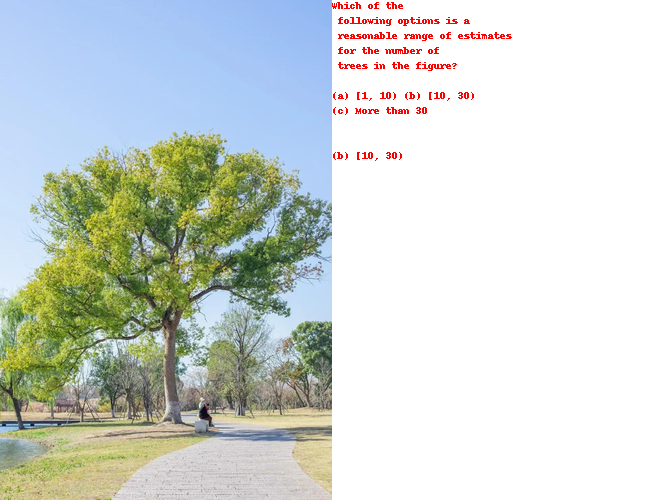 Which of the
following options is a
reasonable range of estimates
for the number of
trees in the figure?
(a) [1, 10) (b) [10, 30)
(c) More than 30
(b) [10, 30)